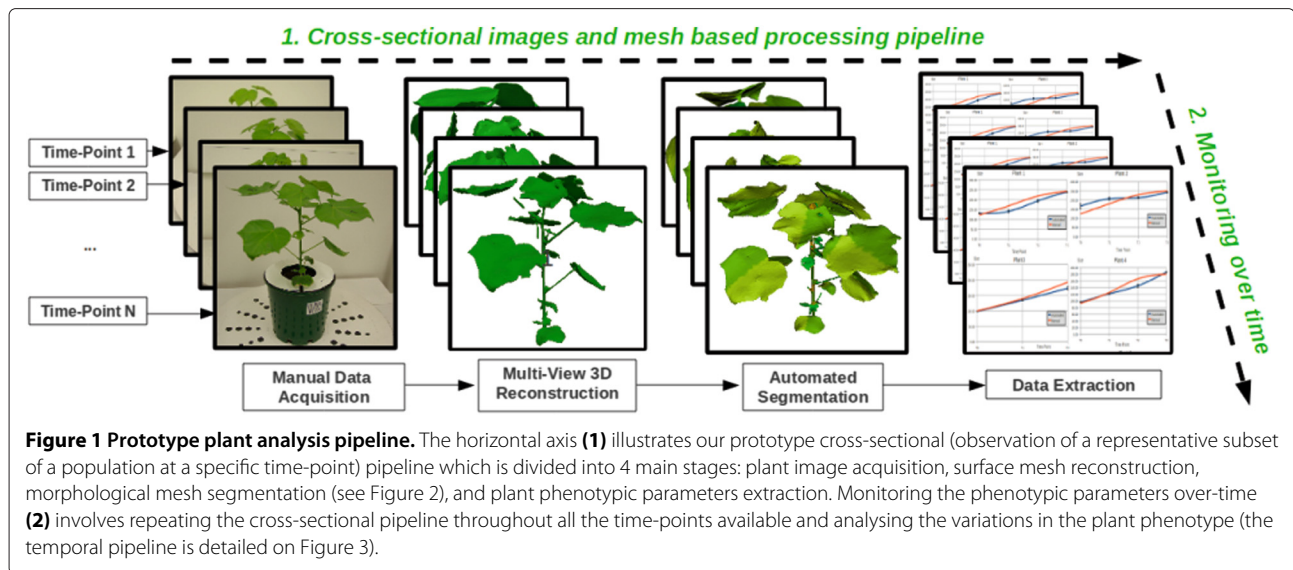 1. Cross-sectional images and mesh based processing pipeline
2. Monitoring over time
Time-Point 1
Time-Point 2
...
Time-Point N
Plant 1
Plant 2
Manual Data
Acquisition
Multi-View 3D
Reconstruction
Automated
Segmentation
Data Extraction
Figure 1 Prototype plant analysis pipeline. The horizontal axis (1) illustrates our prototype cross-sectional (observation of a representative subset
of a population at a specific time-point) pipeline which is divided into 4 main stages: plant image acquisition, surface mesh reconstruction,
morphological mesh segmentation (see Figure 2), and plant phenotypic parameters extraction. Monitoring the phenotypic parameters over-time
(2) involves repeating the cross-sectional pipeline throughout all the time-points available and analysing the variations in the plant phenotype (the
temporal pipeline is detailed on Figure 3).